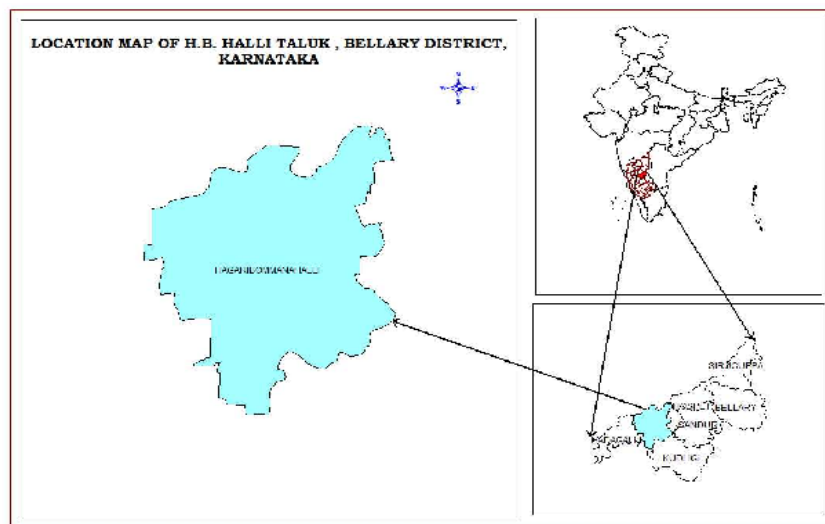 LOCATION MAP OF H.B. HALLI TALUK , BELLARY DISTRICT,
KARNATAKA
N
W
E
S
HAGARIBOMMANAHALLI
SIRUGUPPA
BELLARY
SANDUR
KUDLIGI